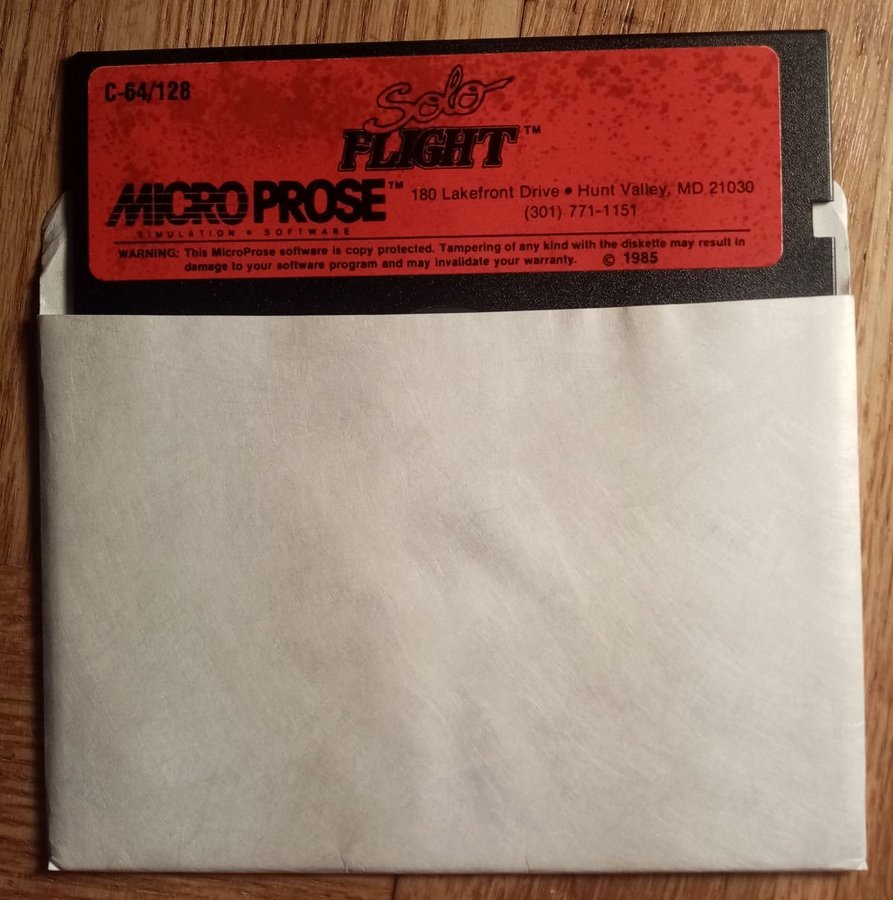 C-64/128
Solo
FLIGHT™
MICRO PROSE™
SIMULATION • SOFTWARE
180 Lakefront Drive • Hunt Valley, MD 21030
(301) 771-1151
WARNING: This MicroProse software is copy protected. Tampering of any kind with the diskette may result in
damage to your software program and may invalidate your warranty. © 1985